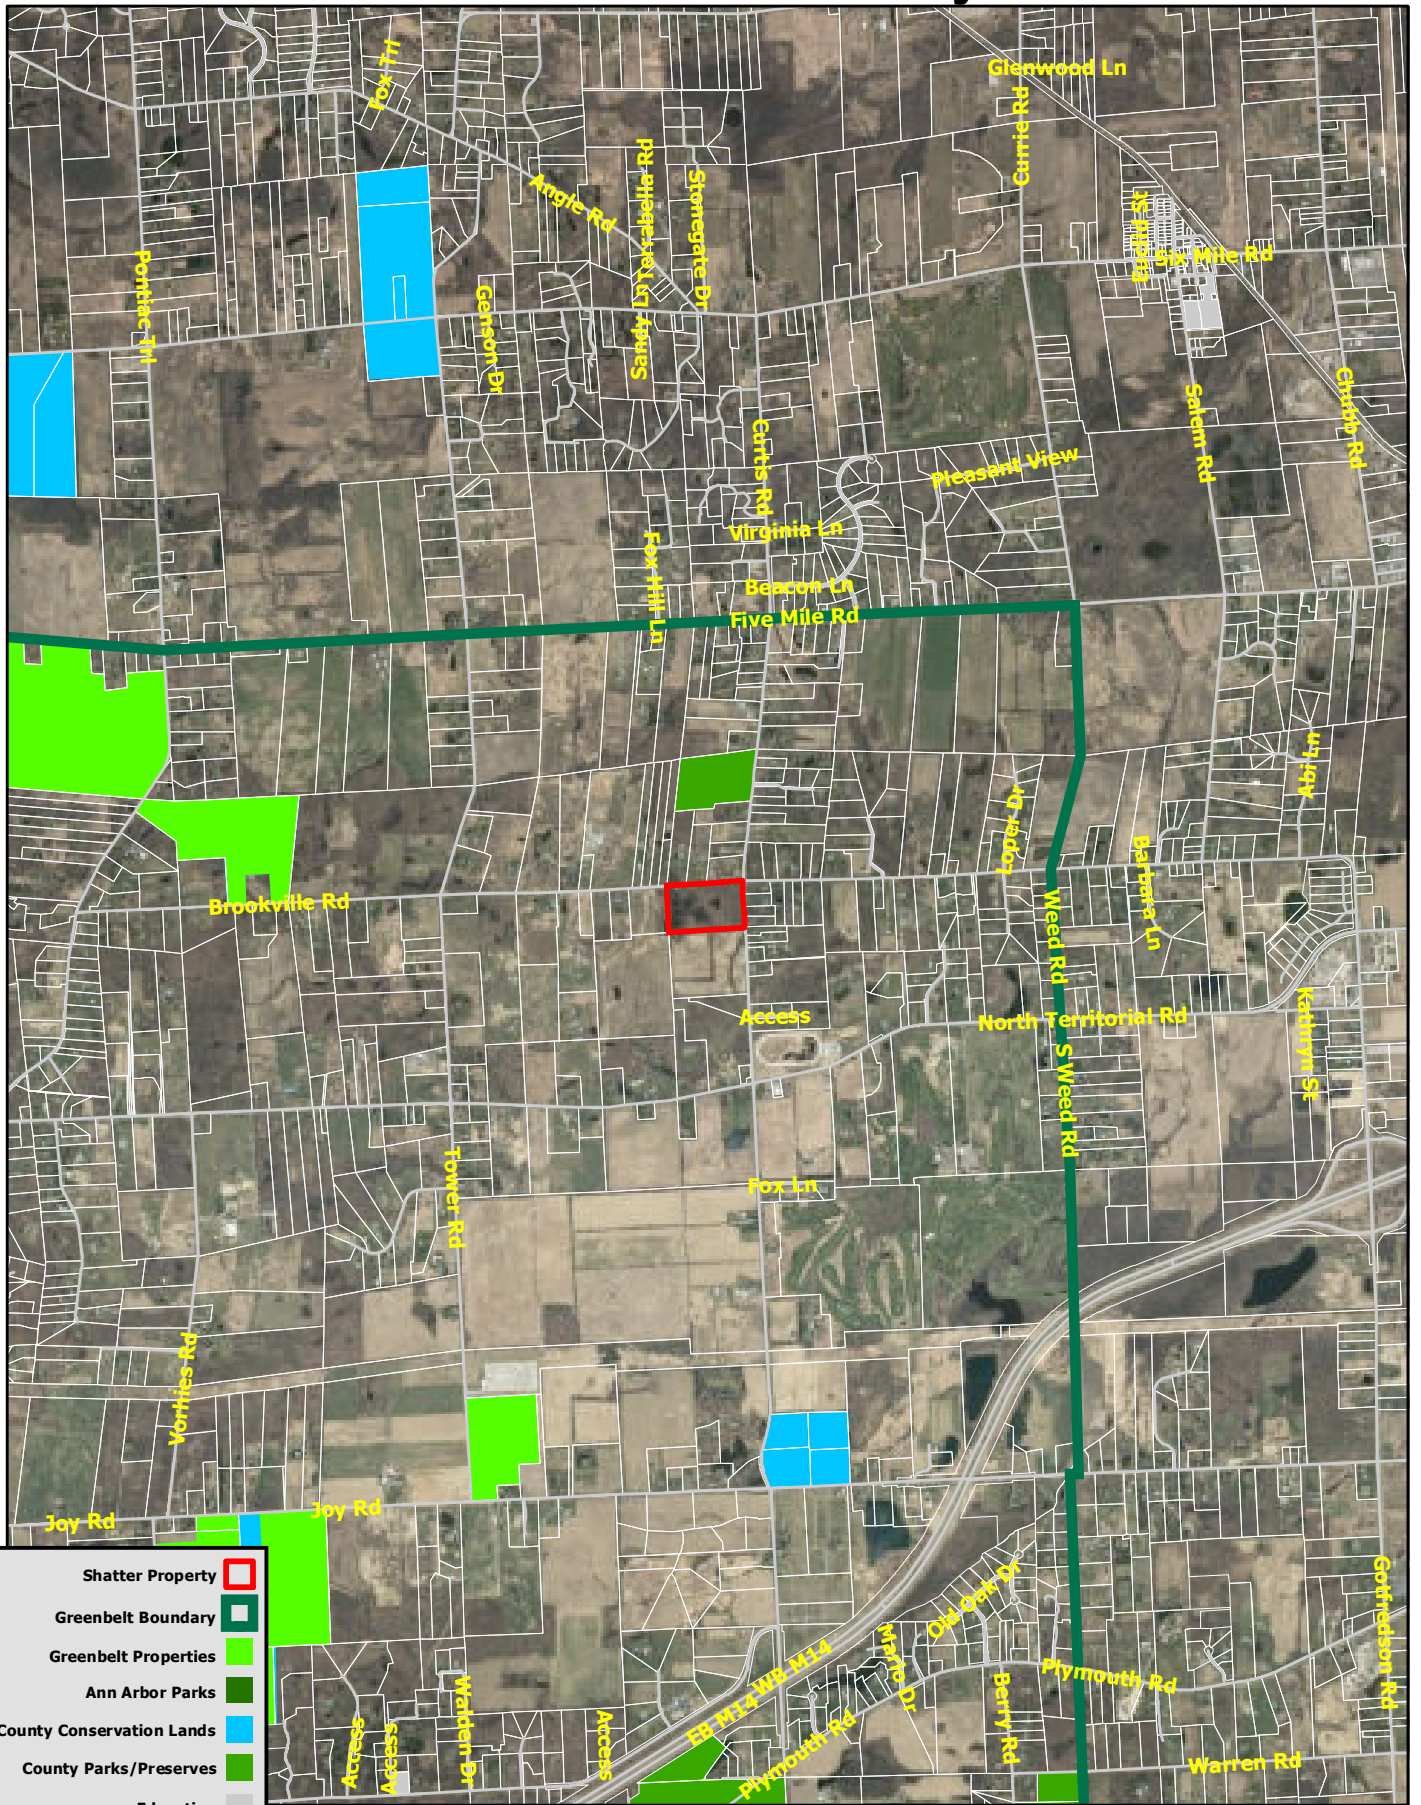 Glenwood Ln
Fox Trl
Currie Rd
Angle Rd
Terrabella Rd
Stonegate Dr
Sandy Ln
Six Mile Rd
Pontiac Trl
Genson Dr
Salem Rd
Chubb Rd
Curtis Rd
Pleasant View
Virginia Ln
Fox Hill Ln
Beacon Ln
Five Mile Rd
Abi Ln
Loper Dr
Barbara Ln
Brookville Rd
Weed Rd
Access
North Territorial Rd
Kathryn St
S Weed Rd
Tower Rd
Fox Ln
Vorhies Rd
Joy Rd
Joy Rd
Old Oak Dr
Gotfredson Rd
Mario Dr
WB M14
EB M14
Plymouth Rd
Plymouth Rd
Berry Rd
Walden Dr
Access
Access
Access
Warren Rd
Shatter Property
Greenbelt Boundary
Greenbelt Properties
Ann Arbor Parks
County Conservation Lands
County Parks/Preserves